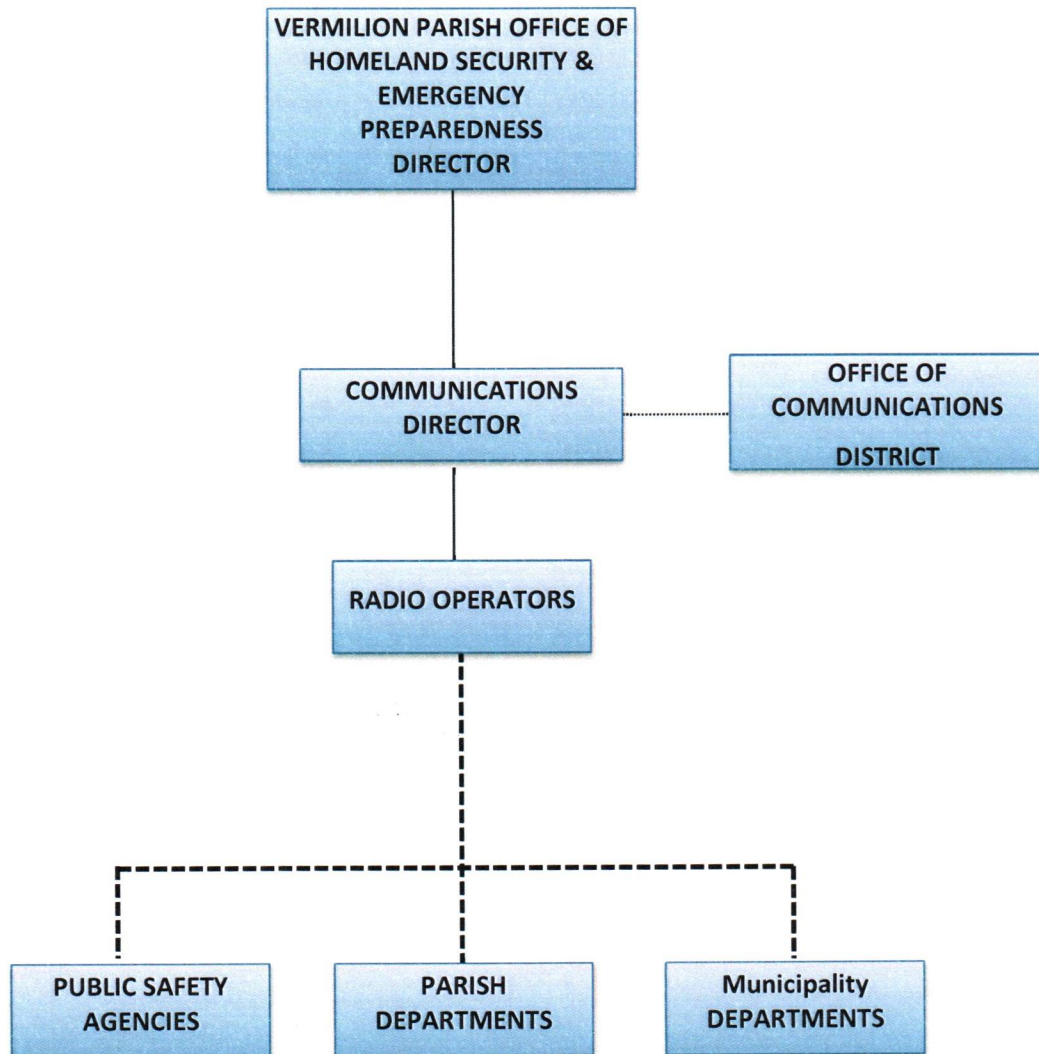 VERMILION PARISH OFFICE OF
HOMELAND SECURITY &
EMERGENCY
PREPAREDNESS
DIRECTOR
COMMUNICATIONS
DIRECTOR
OFFICE OF
COMMUNICATIONS
DISTRICT
RADIO OPERATORS
PUBLIC SAFETY
AGENCIES
PARISH
DEPARTMENTS
Municipality
DEPARTMENTS